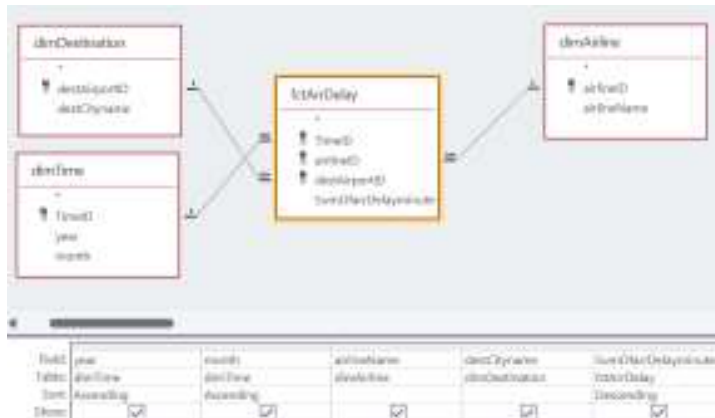 dimDestination
*
destAirportID
destCityname
dimTime
*
TimeID
year
month
fctAirDelay
*
TimeID
airlineID
destAirportID
dimAirline
*
airlineID
airlineName
Field: year month airlineName destCityname
Table: dimTime dimTime dimAirline dimDestination fctAirDelay
Sort: Ascending Ascending Descending
Show: